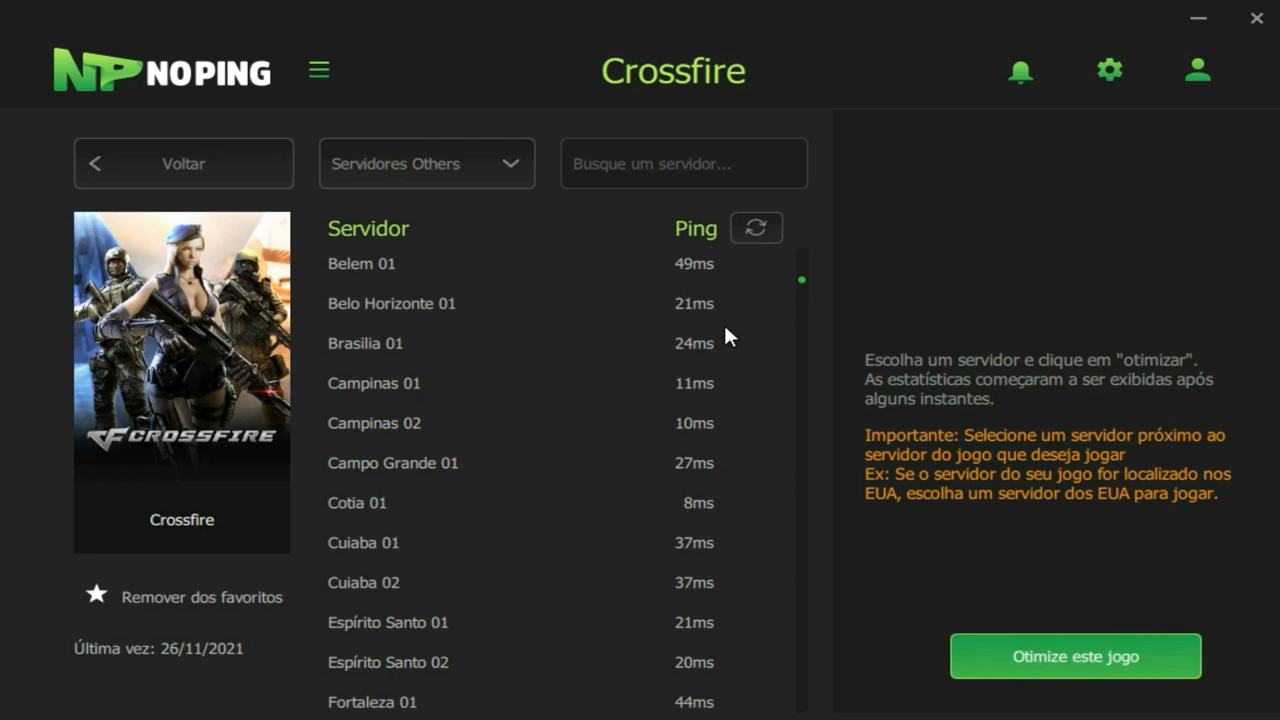 NP NOPING
Crossfire
Voltar
Servidores Others
Busque um servidor...
CF CROSSFIRE
Crossfire
Remover dos favoritos
Última vez: 26/11/2021
Servidor Ping
Belem 01 49ms
Belo Horizonte 01 21ms
Brasilia 01 24ms
Campinas 01 11ms
Campinas 02 10ms
Campo Grande 01 27ms
Cotia 01 8ms
Cuiaba 01 37ms
Cuiaba 02 37ms
Espírito Santo 01 21ms
Espírito Santo 02 20ms
Fortaleza 01 44ms
Escolha um servidor e clique em "otimizar".
As estatísticas começaram a ser exibidas após
alguns instantes.
Importante: Selecione um servidor próximo ao
servidor do jogo que deseja jogar
Ex: Se o servidor do seu jogo for localizado nos
EUA, escolha um servidor dos EUA para jogar.
Otimize este jogo